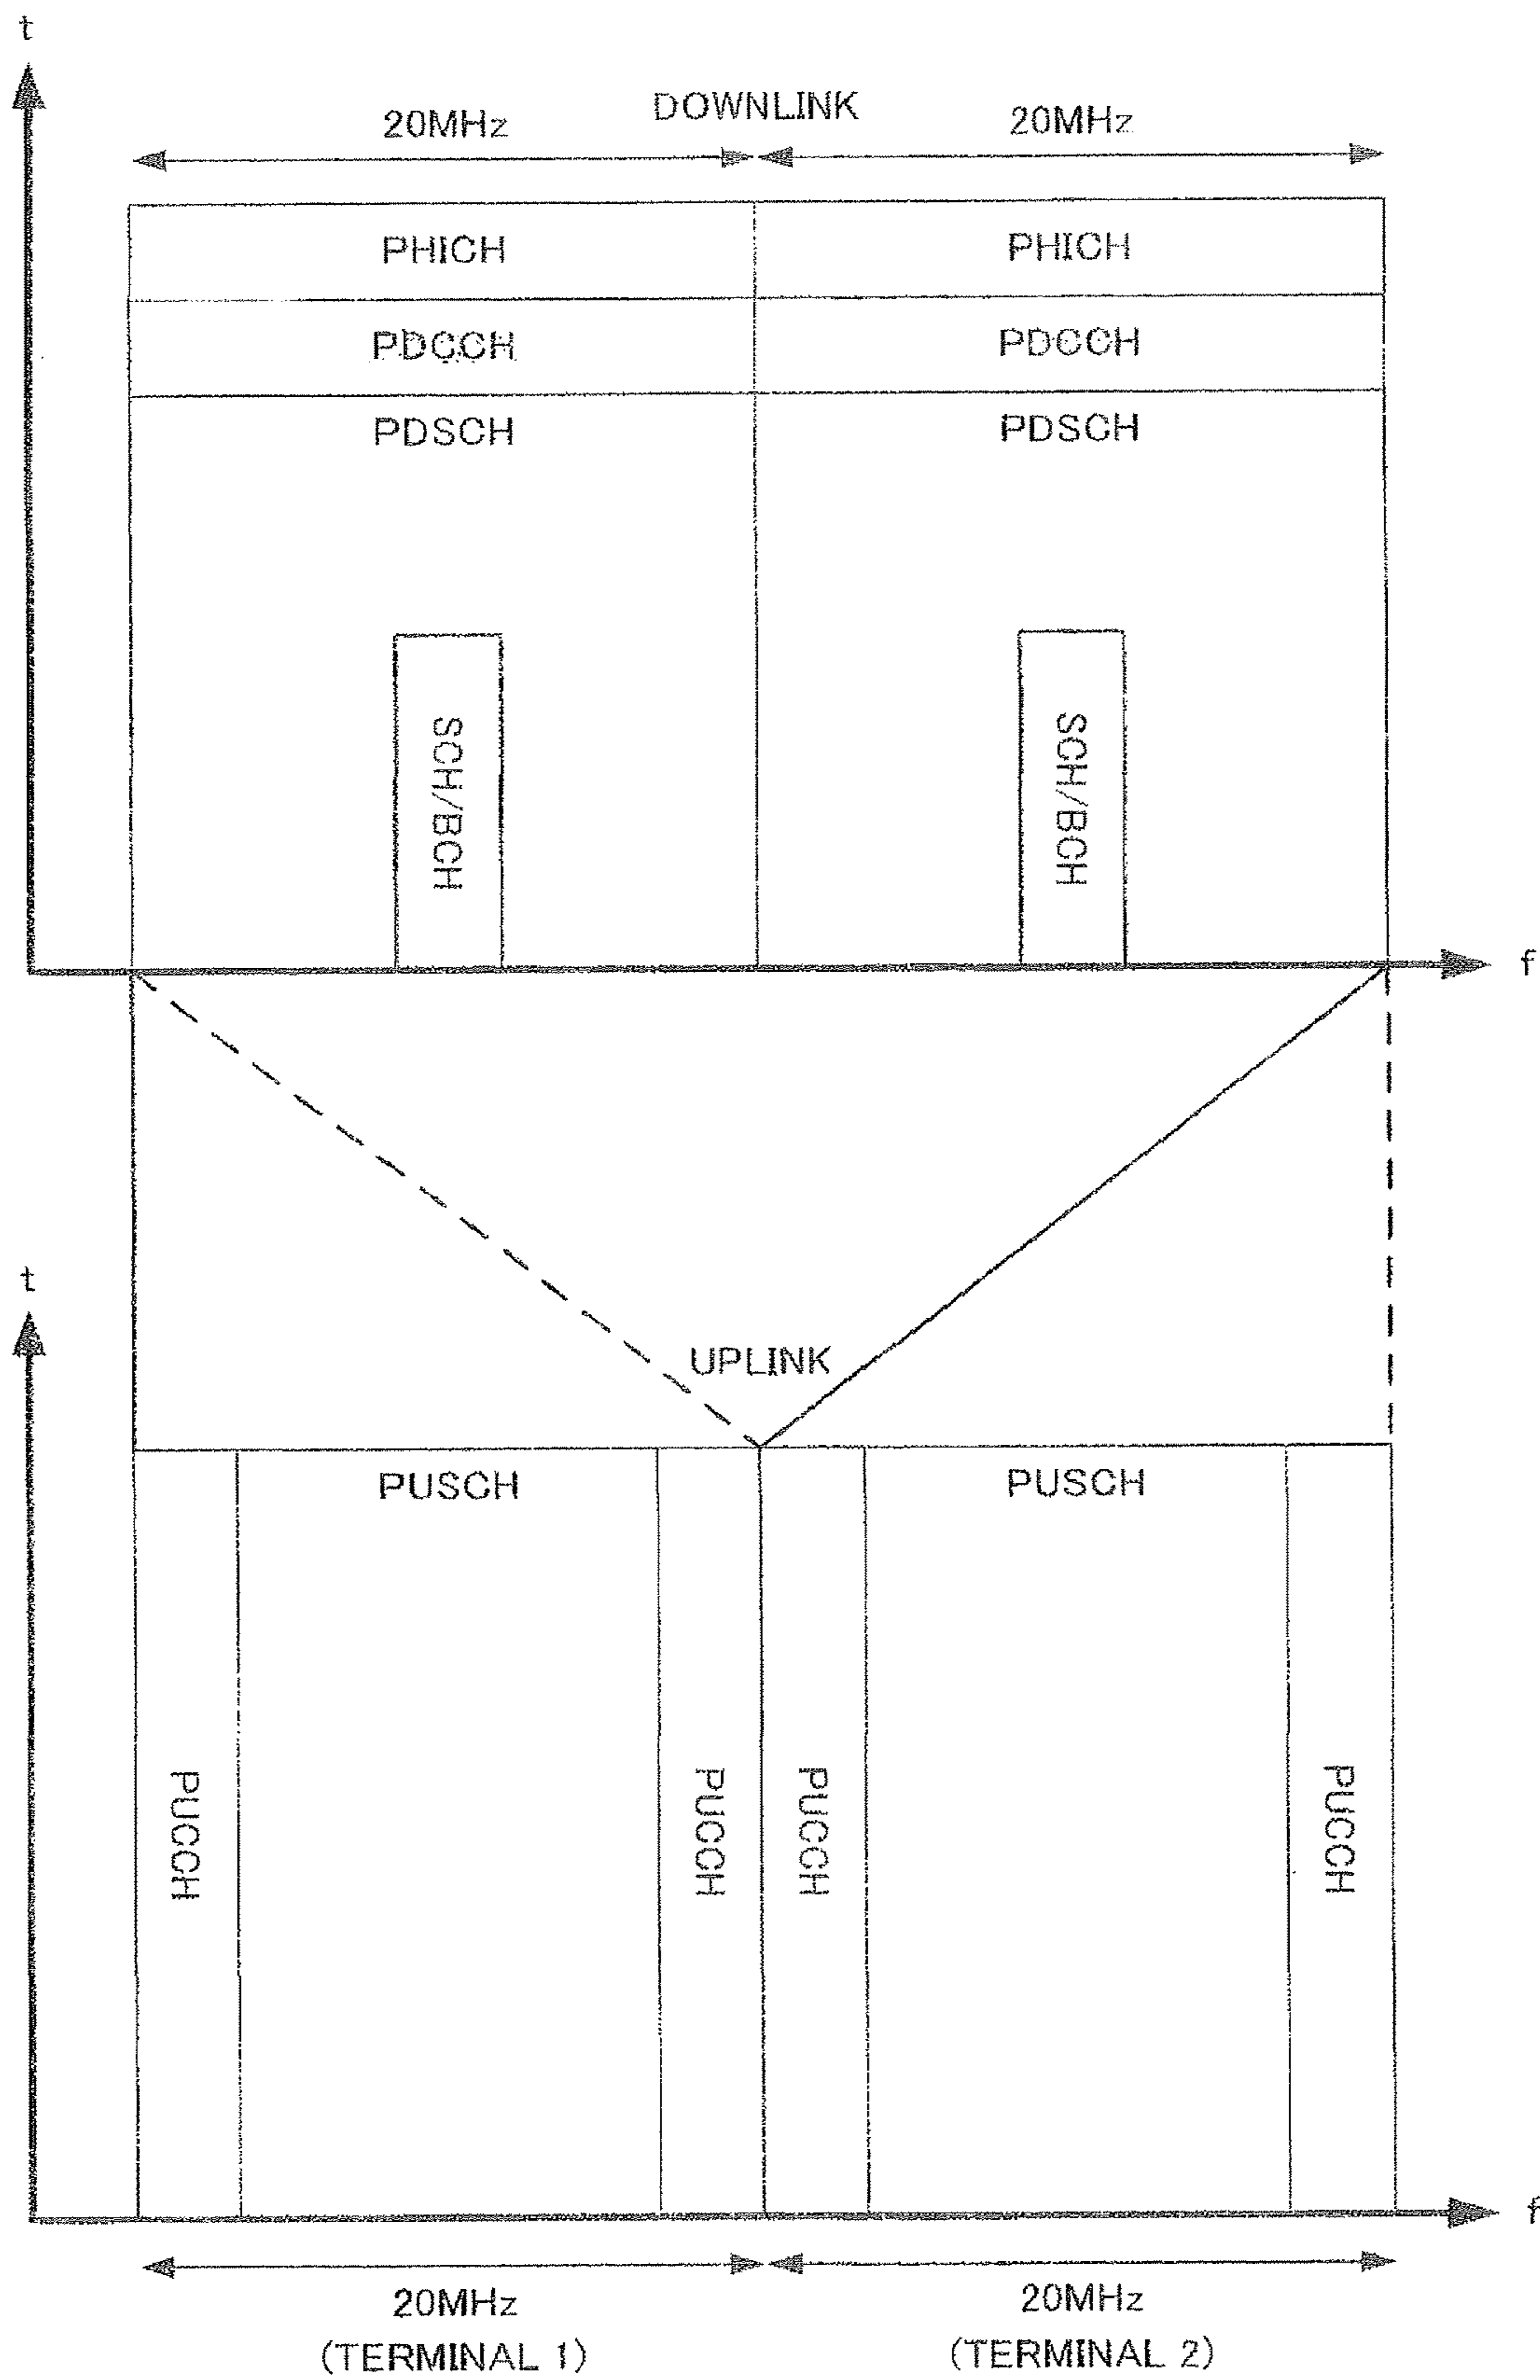 t
DOWNLINK
20MHz
20MHz
PHICH
PHICH
PDCCH
PDCCH
PDSCH
PDSCH
SCH/BCH
SCH/BCH
f
t
UPLINK
PUSCH
PUSCH
PUCCH
PUCCH
PUCCH
PUCCH
f
20MHz
(TERMINAL 1)
20MHz
(TERMINAL 2)